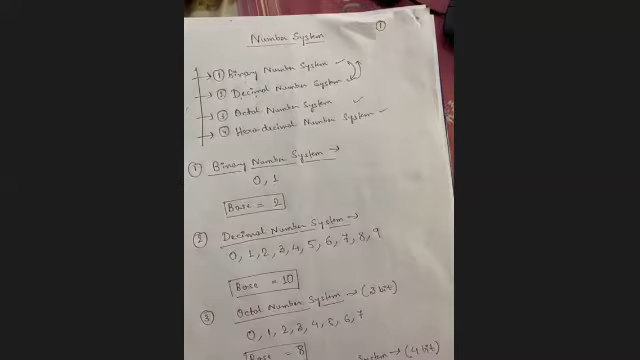 Number System
①
① Binary Number System
② Decimal Number System
③ Octal Number System
④ Hexadecimal Number System
① Binary Number System →
0, 1
Base = 2
② Decimal Number System →
0, 1, 2, 3, 4, 5, 6, 7, 8, 9
Base = 10
③ Octal Number System → (3 bit)
0, 1, 2, 3, 4, 5, 6, 7
Base = 8
System → (4 bit)